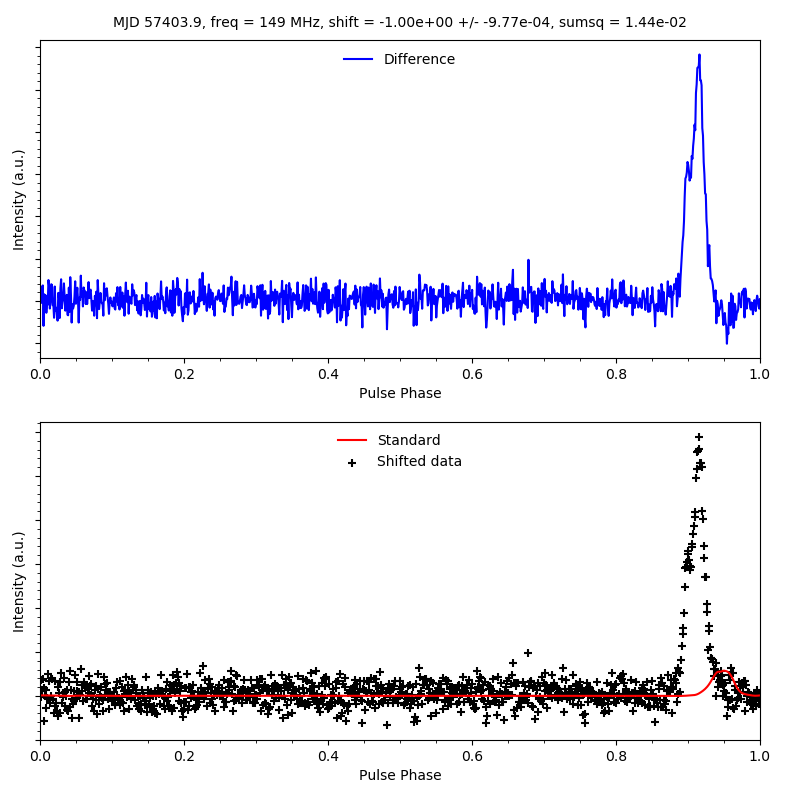 MJD 57403.9, freq = 149 MHz, shift = -1.00e+00 +/- -9.77e-04, sumsq = 1.44e-02
Difference
Intensity (a.u.)
0.0 0.2 0.4 0.6 0.8 1.0
Pulse Phase
Standard
Shifted data
Intensity (a.u.)
0.0 0.2 0.4 0.6 0.8 1.0
Pulse Phase